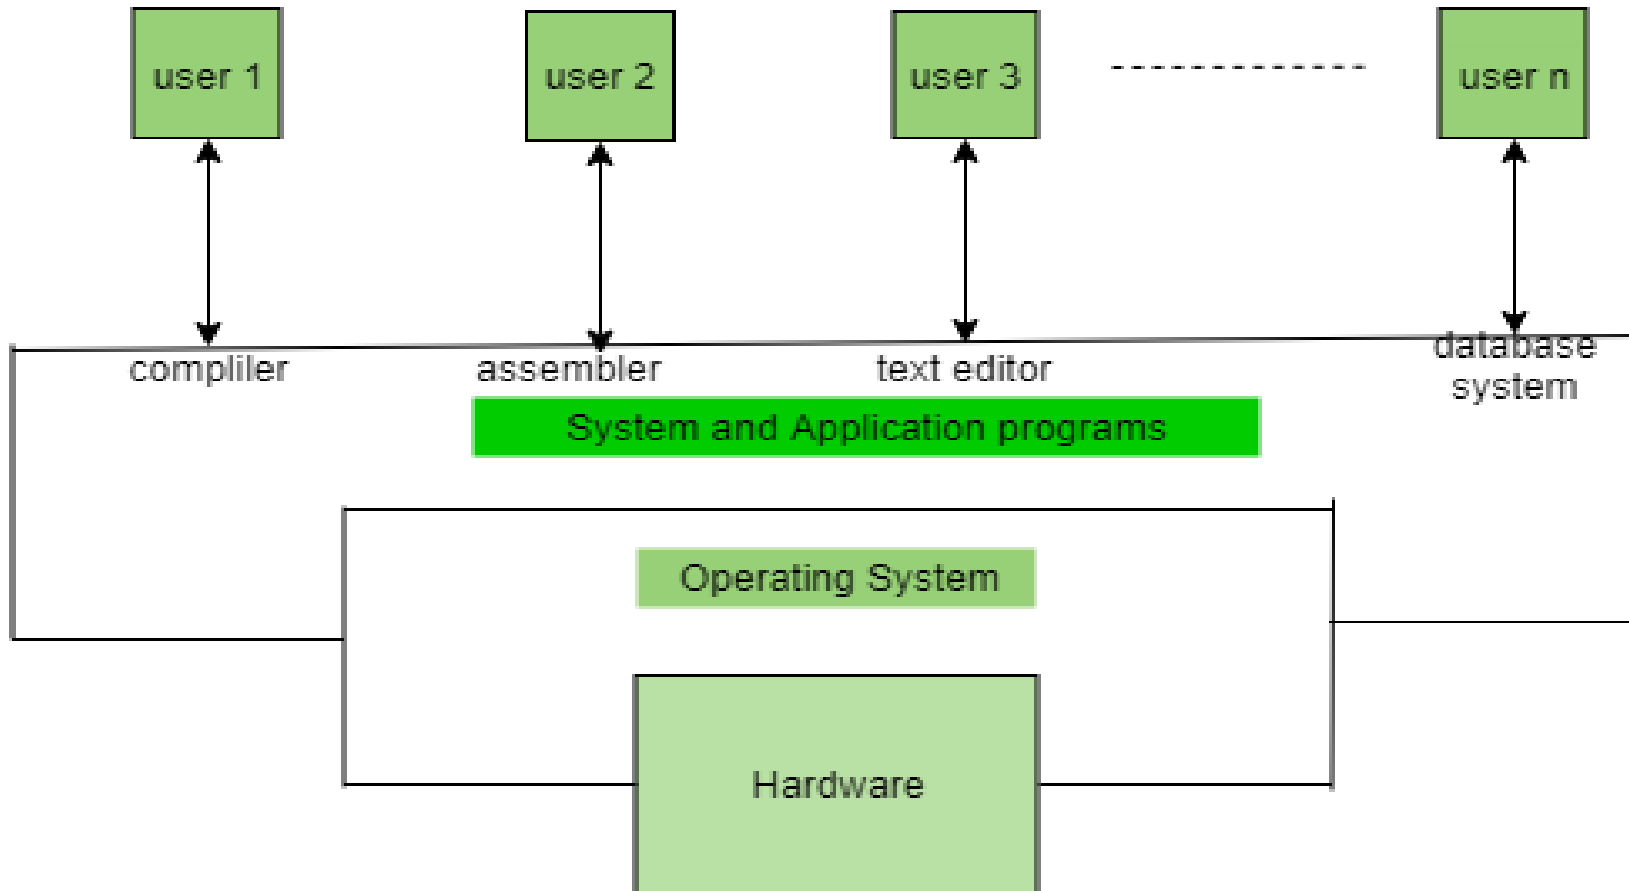 user 1
user 2
user 3
user n
compliler
assembler
text editor
database
system
System and Application programs
Operating System
Hardware